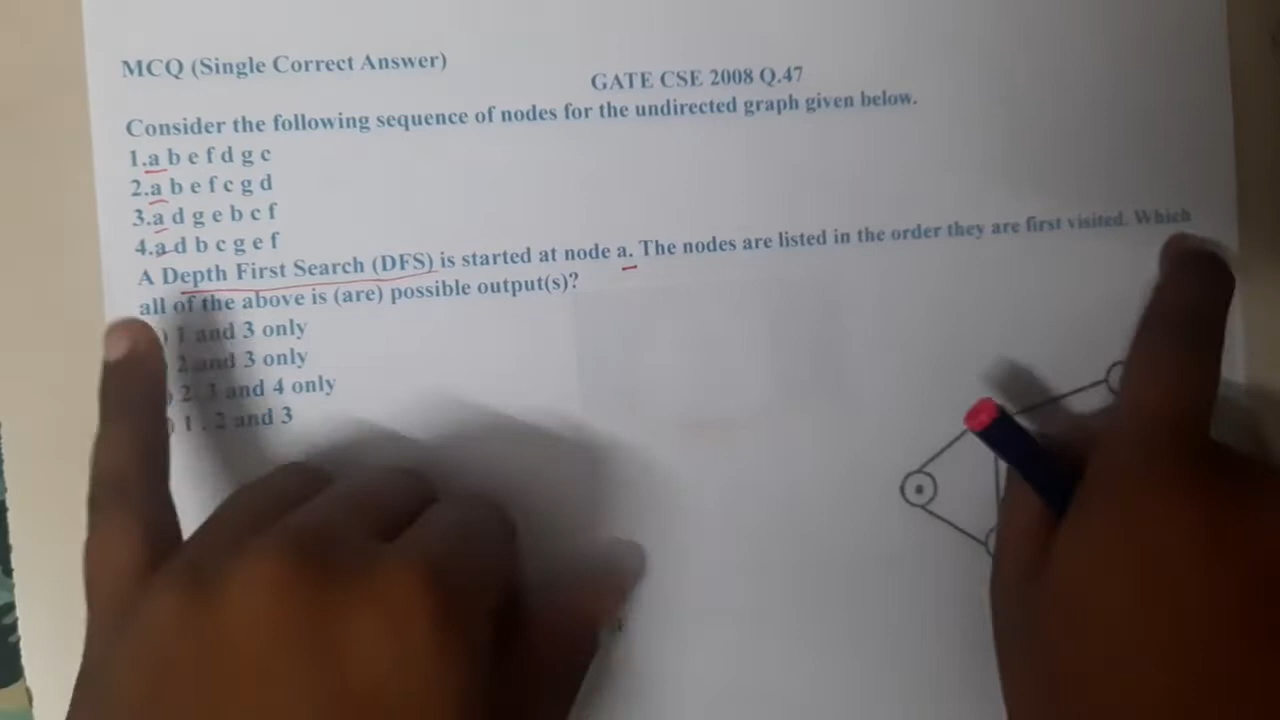 MCQ (Single Correct Answer)
GATE CSE 2008 Q.47
Consider the following sequence of nodes for the undirected graph given below.
1.a b e f d g c
2.a b e f c g d
3.a d g e b c f
4.a d b c g e f
A Depth First Search (DFS) is started at node a. The nodes are listed in the order they are first visited. Which
all of the above is (are) possible output(s)?
) 1 and 3 only
2 and 3 only
) 2, 3 and 4 only
) 1 , 2 and 3